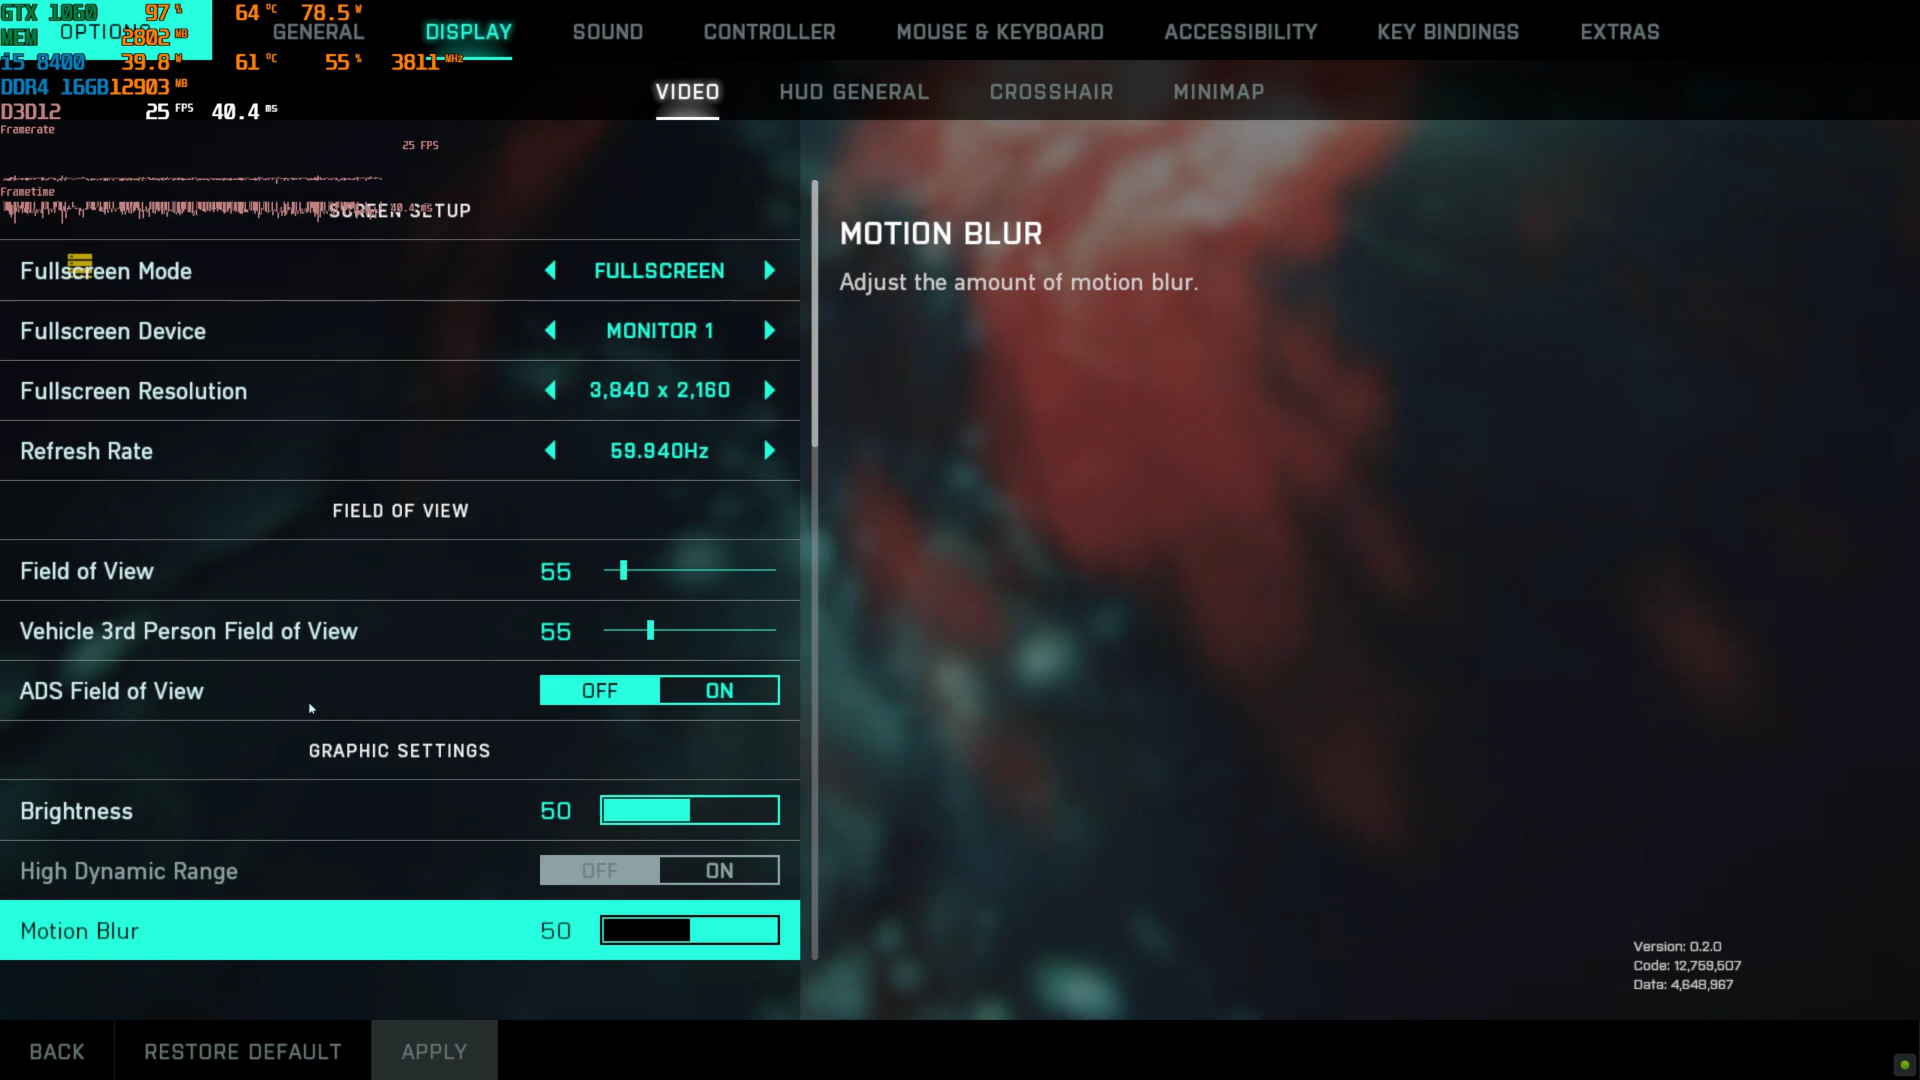 GTX 1060 97 % 64 °C 78.5 W
MEM 2802 MB
i5 8400 39.8 W 61 °C 55 % 3811 MHz
DDR4 16GB 12903 MB
D3D12 25 FPS 40.4 ms
Framerate
25 FPS
Frametime
40.4 ms
OPTIONS
GENERAL DISPLAY SOUND CONTROLLER MOUSE & KEYBOARD ACCESSIBILITY KEY BINDINGS EXTRAS
VIDEO HUD GENERAL CROSSHAIR MINIMAP
SCREEN SETUP
Fullscreen Mode FULLSCREEN
Fullscreen Device MONITOR 1
Fullscreen Resolution 3,840 x 2,160
Refresh Rate 59.940Hz
FIELD OF VIEW
Field of View 55
Vehicle 3rd Person Field of View 55
ADS Field of View OFF ON
GRAPHIC SETTINGS
Brightness 50
High Dynamic Range OFF ON
Motion Blur 50
MOTION BLUR
Adjust the amount of motion blur.
Version: 0.2.0
Code: 12,759,507
Data: 4,648,967
BACK RESTORE DEFAULT APPLY